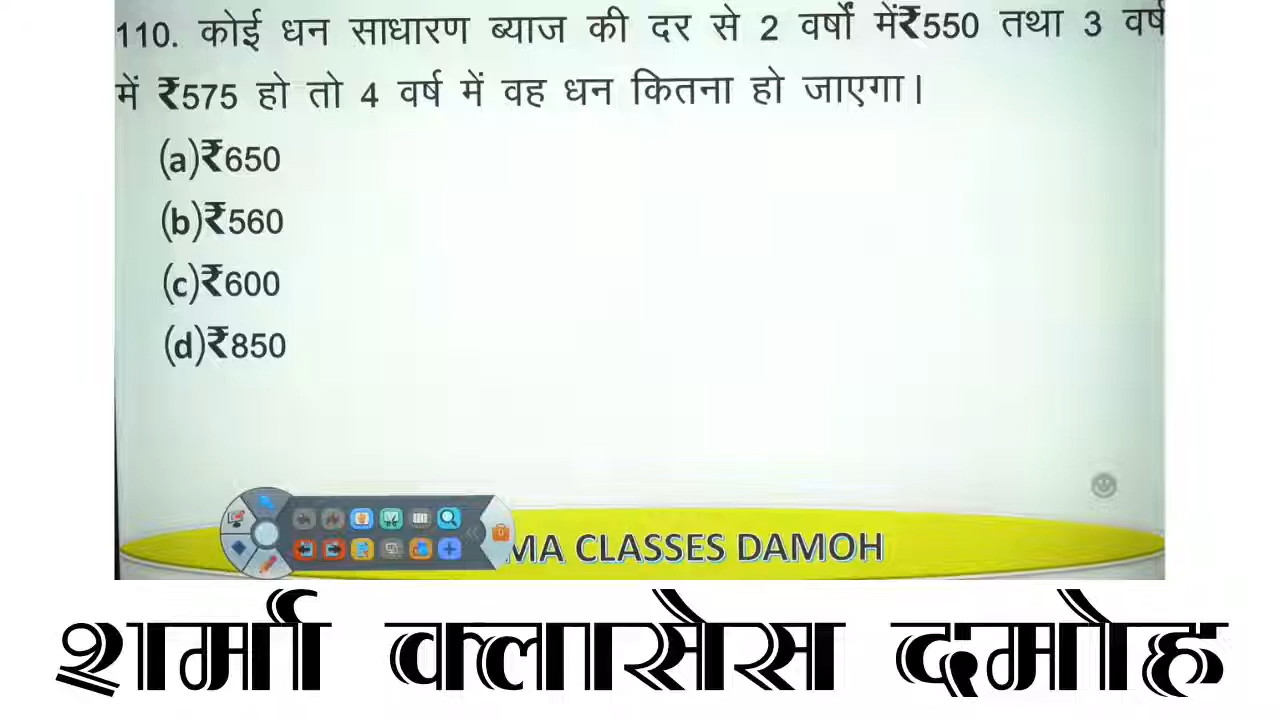 110. कोई धन साधारण ब्याज की दर से 2 वर्षों में ₹550 तथा 3 वर्ष
में ₹575 हो तो 4 वर्ष में वह धन कितना हो जाएगा।
(a)₹650
(b)₹560
(c)₹600
(d)₹850
MA CLASSES DAMOH
शर्मा क्लासेस दमोह